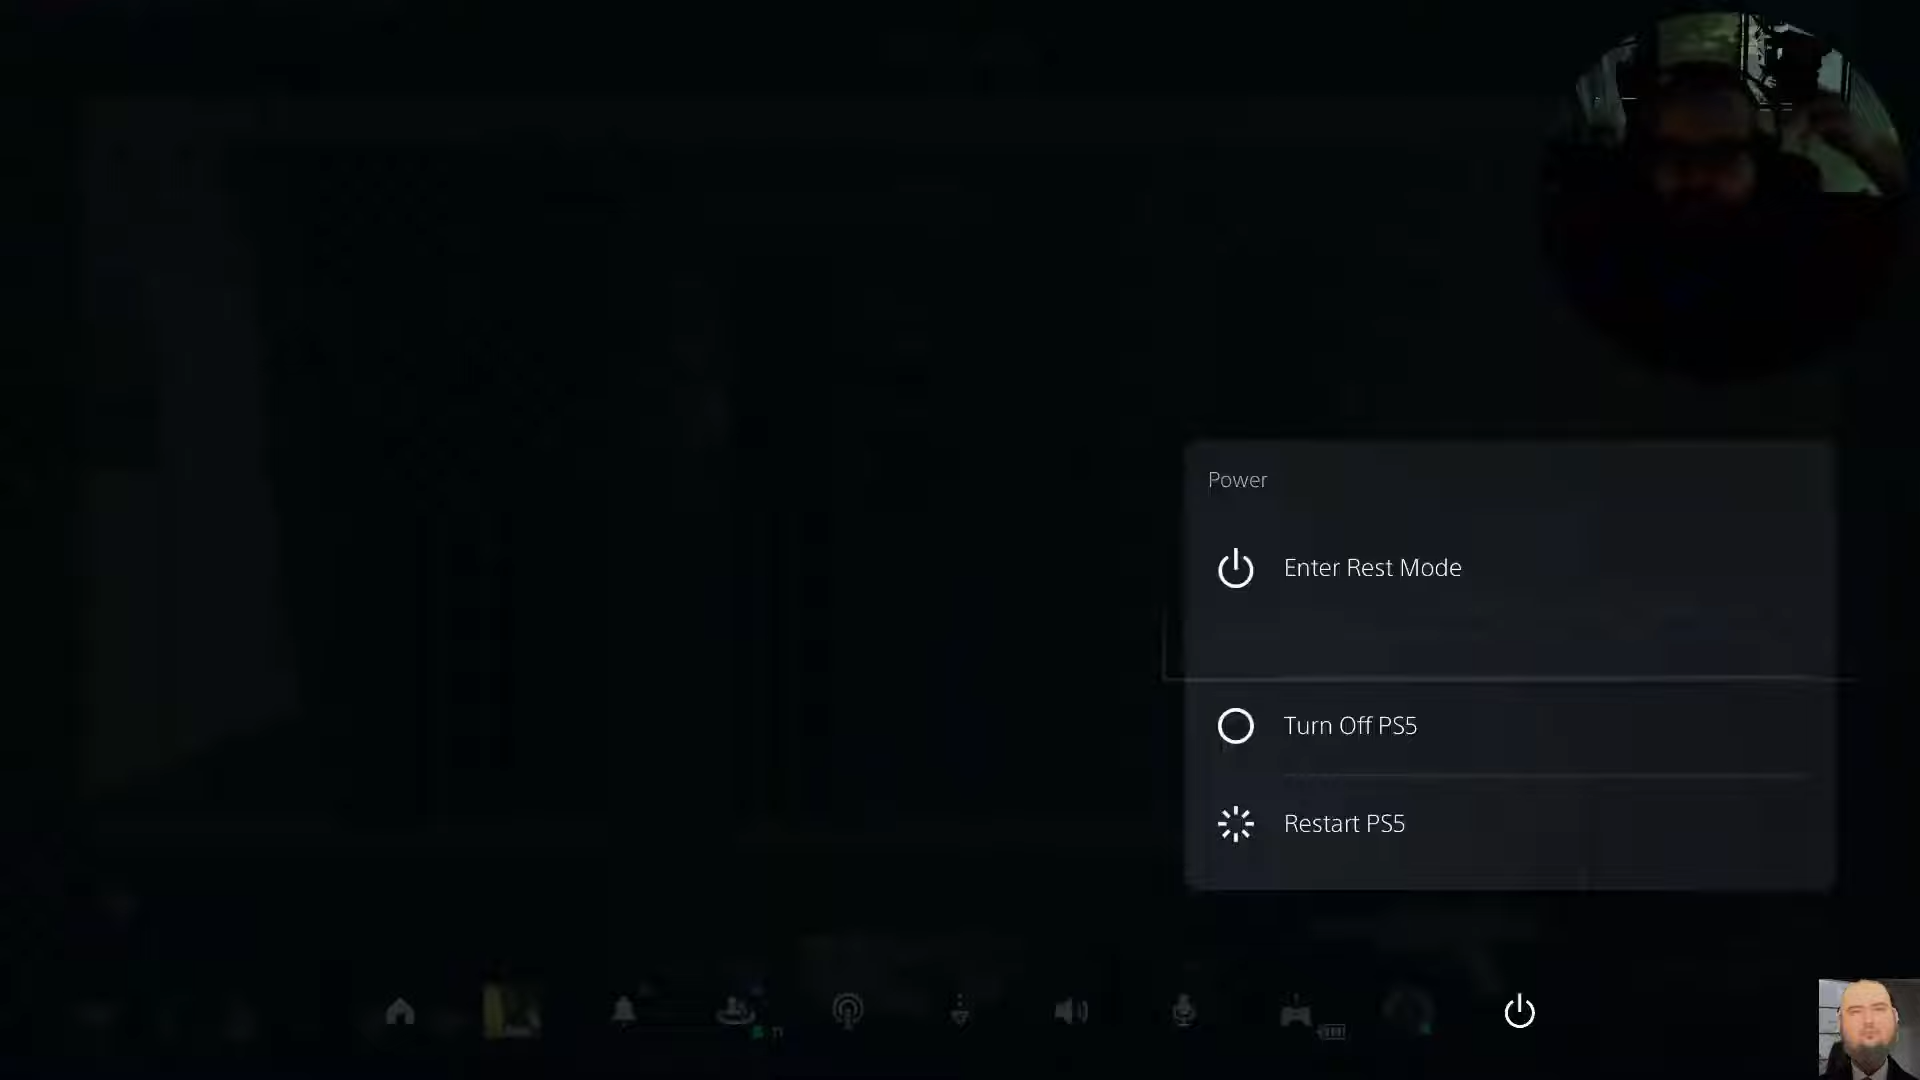 Power
Enter Rest Mode
Turn Off PS5
Restart PS5